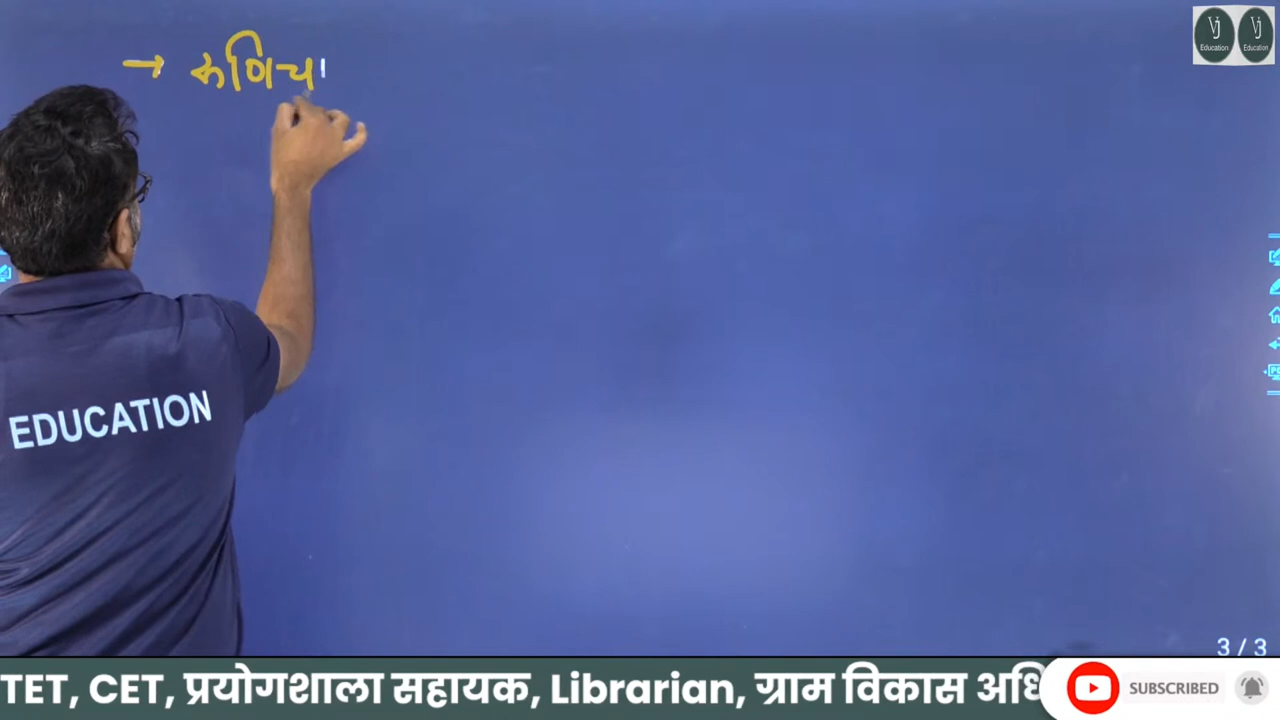 → रुणिचा
Vj Education Vj Education
EDUCATION
3 / 3
TET, CET, प्रयोगशाला सहायक, Librarian, ग्राम विकास अधि
SUBSCRIBED